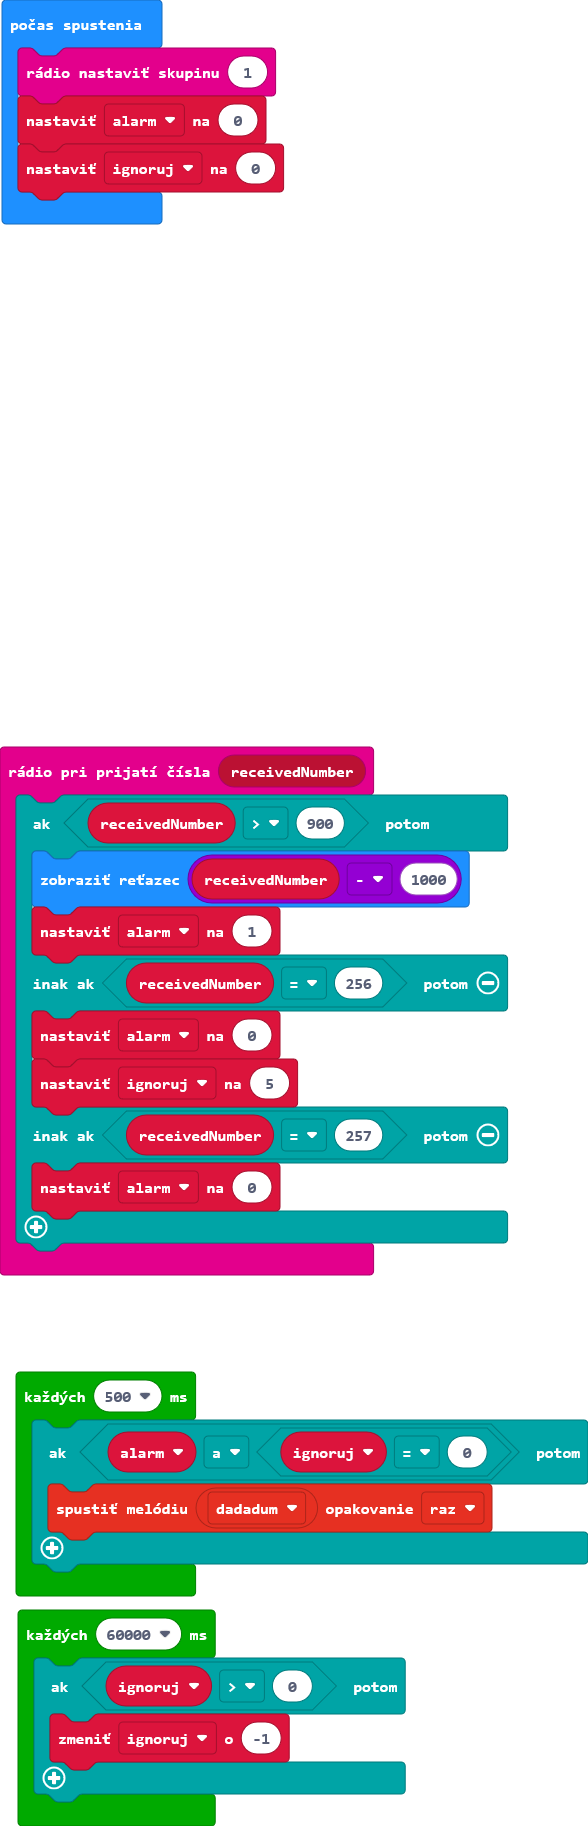 počas spustenia
rádio nastaviť skupinu 1
nastaviť alarm na 0
nastaviť ignoruj na 0
rádio pri prijatí čísla receivedNumber
ak receivedNumber > 900 potom
zobraziť reťazec receivedNumber - 1000
nastaviť alarm na 1
inak ak receivedNumber = 256 potom
nastaviť alarm na 0
nastaviť ignoruj na 5
inak ak receivedNumber = 257 potom
nastaviť alarm na 0
každých 500 ms
ak alarm a ignoruj = 0 potom
spustiť melódiu dadadum opakovanie raz
každých 60000 ms
ak ignoruj > 0 potom
zmeniť ignoruj o -1